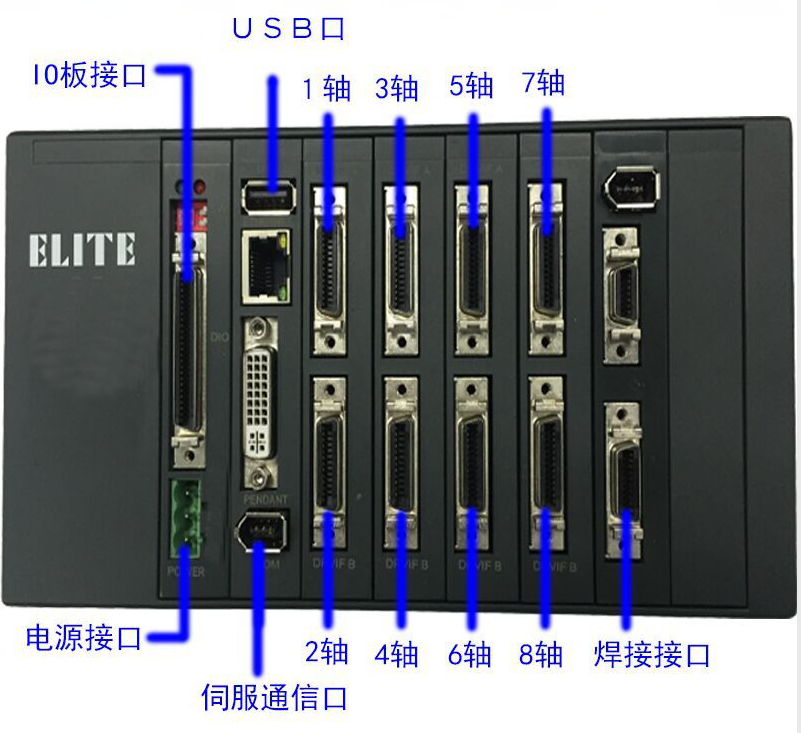 ＵＳＢ口
IO板接口
1轴
3轴
5轴
7轴
ELITE
DIO
PENDANT
POWER
DRVIF B
DRVIF B
DRVIF B
DRVIF B
电源接口
2轴
4轴
6轴
8轴
焊接接口
伺服通信口